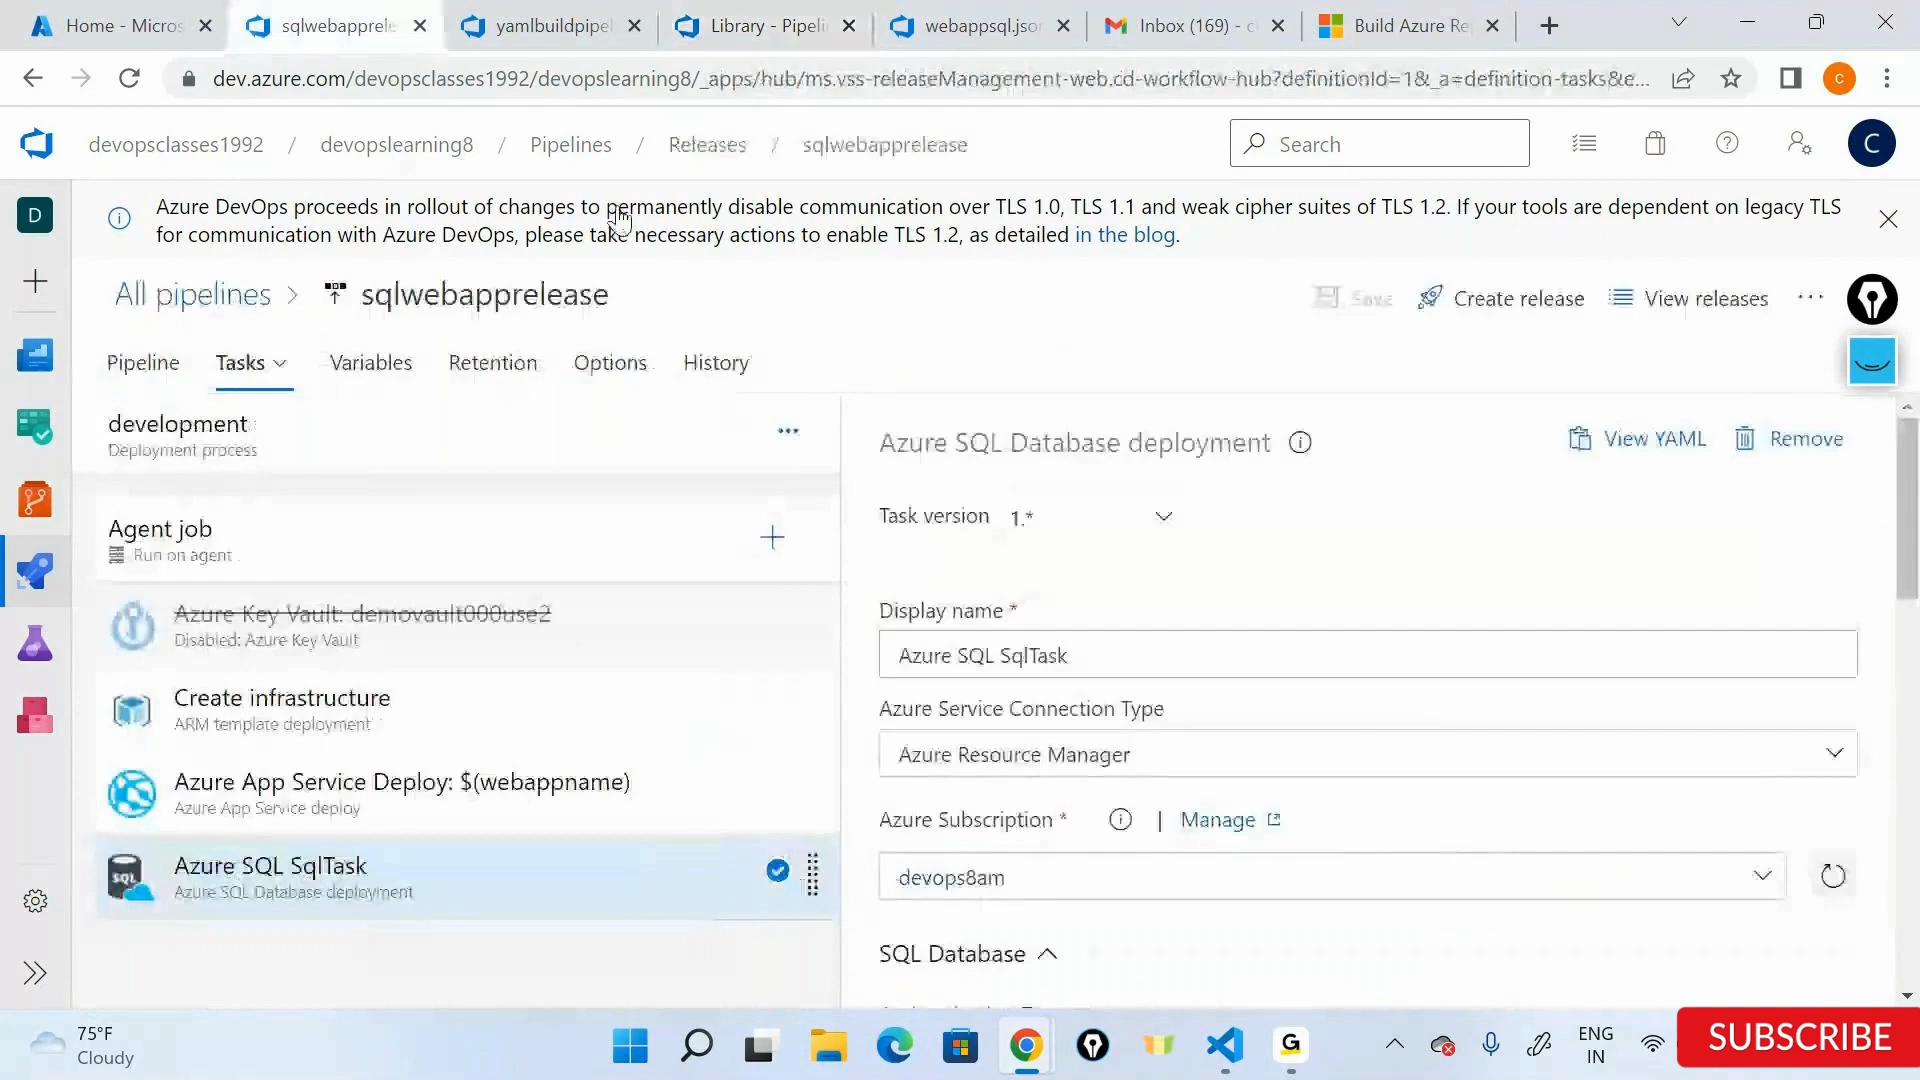 Home - Micros
sqlwebapprele
yamlbuildpipel
Library - Pipeli
webappsql.jso
Inbox (169) - c
Build Azure Re
dev.azure.com/devopsclasses1992/devopslearning8/_apps/hub/ms.vss-releaseManagement-web.cd-workflow-hub?definitionId=1&_a=definition-tasks&e...
c
devopsclasses1992 / devopslearning8 / Pipelines / Releases / sqlwebapprelease
Search
C
D
Azure DevOps proceeds in rollout of changes to permanently disable communication over TLS 1.0, TLS 1.1 and weak cipher suites of TLS 1.2. If your tools are dependent on legacy TLS
for communication with Azure DevOps, please take necessary actions to enable TLS 1.2, as detailed in the blog.
All pipelines > sqlwebapprelease
Save
Create release
View releases
Pipeline
Tasks
Variables
Retention
Options
History
development
Deployment process
Agent job
Run on agent
Azure Key Vault: demovault000use2
Disabled: Azure Key Vault
Create infrastructure
ARM template deployment
Azure App Service Deploy: $(webappname)
Azure App Service deploy
SQL
Azure SQL SqlTask
Azure SQL Database deployment
Azure SQL Database deployment
View YAML
Remove
Task version 1.*
Display name *
Azure SQL SqlTask
Azure Service Connection Type
Azure Resource Manager
Azure Subscription * | Manage
devops8am
SQL Database
75°F
Cloudy
G
ENG
IN
SUBSCRIBE